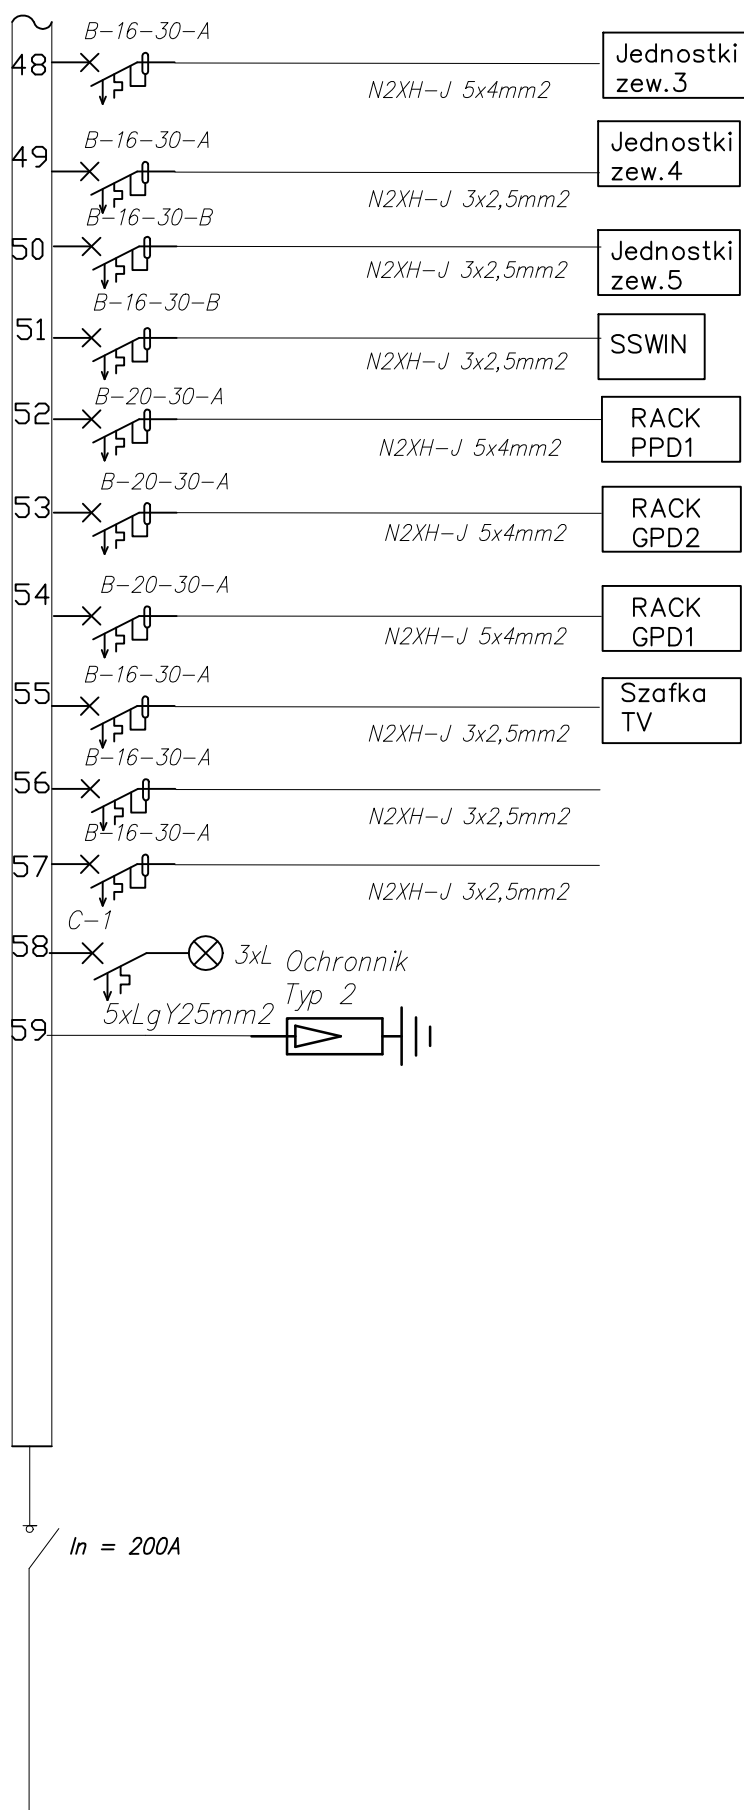 B-16-30-A
48
N2XH-J 5x4mm2
Jednostki
zew.3
B-16-30-A
49
N2XH-J 3x2,5mm2
Jednostki
zew.4
B-16-30-B
50
N2XH-J 3x2,5mm2
Jednostki
zew.5
B-16-30-B
51
N2XH-J 3x2,5mm2
SSWIN
B-20-30-A
52
N2XH-J 5x4mm2
RACK
PPD1
B-20-30-A
53
N2XH-J 5x4mm2
RACK
GPD2
B-20-30-A
54
N2XH-J 5x4mm2
RACK
GPD1
B-16-30-A
55
N2XH-J 3x2,5mm2
Szafka
TV
B-16-30-A
56
N2XH-J 3x2,5mm2
B-16-30-A
57
N2XH-J 3x2,5mm2
C-1
58
3xL
Ochronnik
Typ 2
5xLgY25mm2
59
In = 200A